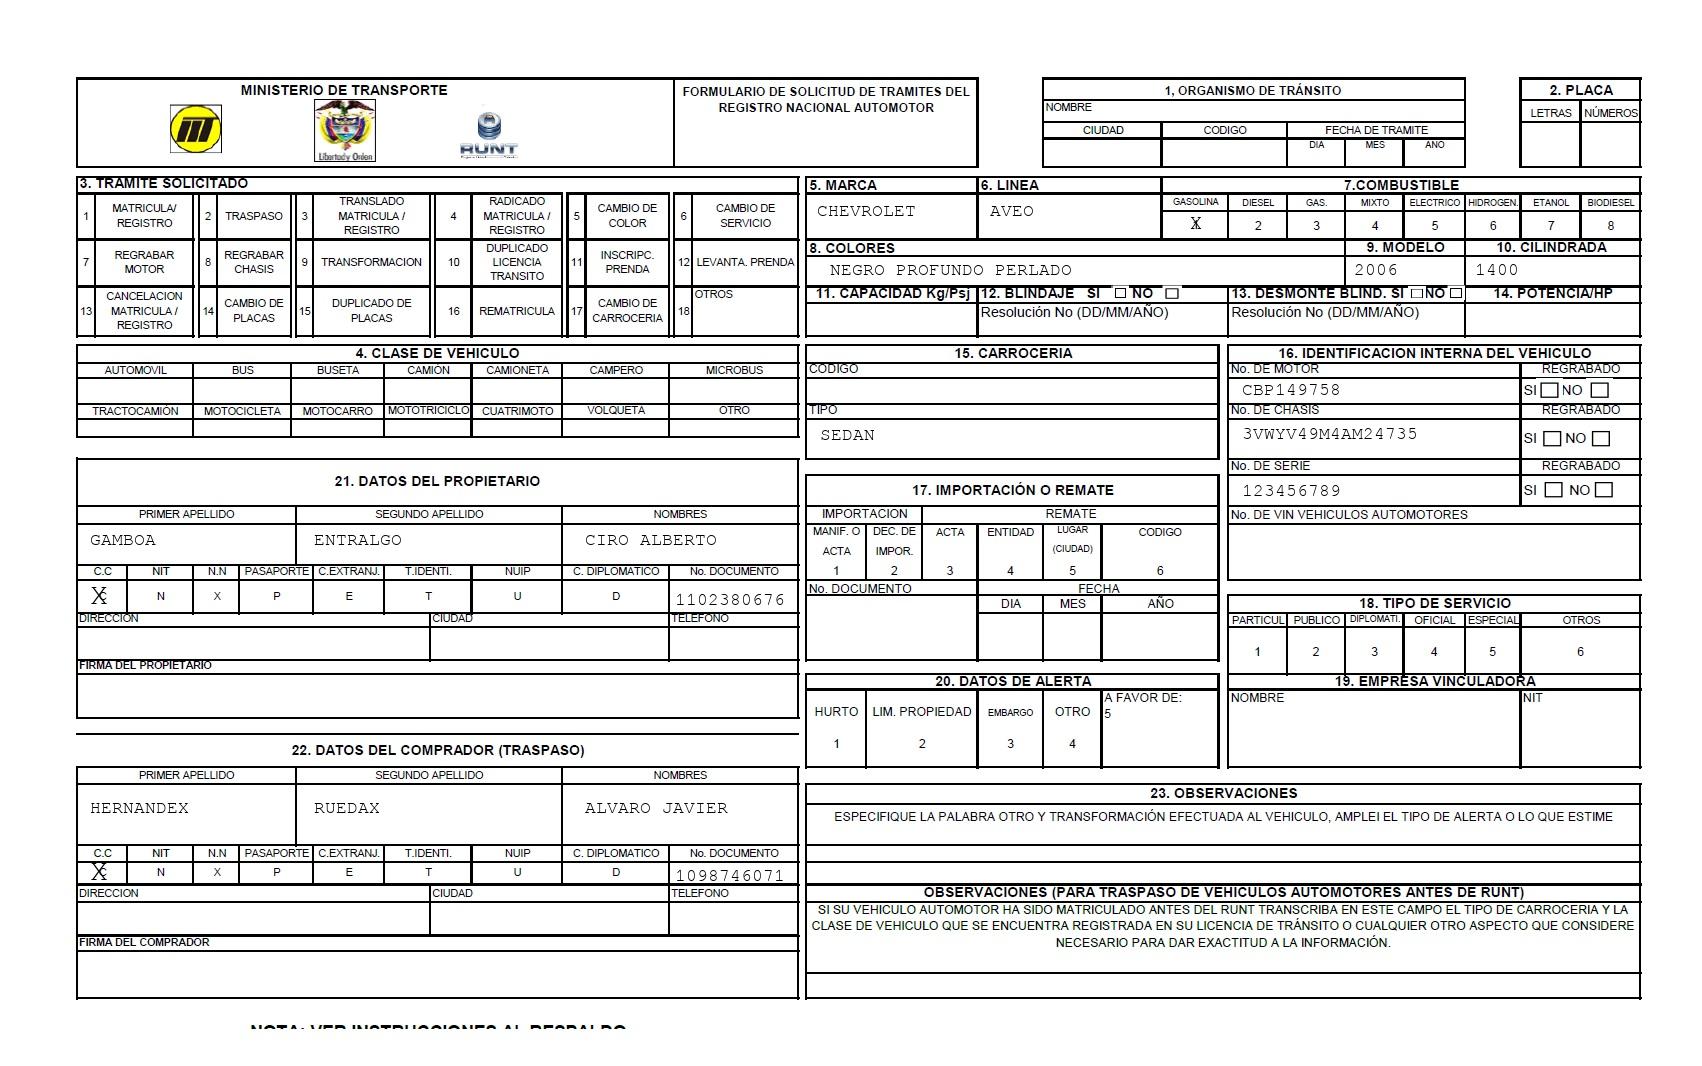 MINISTERIO DE TRANSPORTE
Libertad y Orden
RUNT
FORMULARIO DE SOLICITUD DE TRAMITES DEL
REGISTRO NACIONAL AUTOMOTOR
1, ORGANISMO DE TRÁNSITO
NOMBRE
CIUDAD CODIGO FECHA DE TRAMITE
DIA MES AÑO
2. PLACA
LETRAS NÚMEROS
3. TRAMITE SOLICITADO
1 MATRICULA/ REGISTRO 2 TRASPASO 3 TRANSLADO MATRICULA / REGISTRO 4 RADICADO MATRICULA / REGISTRO 5 CAMBIO DE COLOR 6 CAMBIO DE SERVICIO
7 REGRABAR MOTOR 8 REGRABAR CHASIS 9 TRANSFORMACION 10 DUPLICADO LICENCIA TRANSITO 11 INSCRIPC. PRENDA 12 LEVANTA. PRENDA
13 CANCELACION MATRICULA / REGISTRO 14 CAMBIO DE PLACAS 15 DUPLICADO DE PLACAS 16 REMATRICULA 17 CAMBIO DE CARROCERIA 18 OTROS
5. MARCA
CHEVROLET
6. LINEA
AVEO
7.COMBUSTIBLE
GASOLINA DIESEL GAS. MIXTO ELECTRICO HIDROGEN. ETANOL BIODIESEL
X 2 3 4 5 6 7 8
8. COLORES
NEGRO PROFUNDO PERLADO
9. MODELO
2006
10. CILINDRADA
1400
11. CAPACIDAD Kg/Psj
12. BLINDAJE SI NO
Resolución No (DD/MM/AÑO)
13. DESMONTE BLIND. SI NO
Resolución No (DD/MM/AÑO)
14. POTENCIA/HP
4. CLASE DE VEHICULO
AUTOMOVIL BUS BUSETA CAMIÓN CAMIONETA CAMPERO MICROBUS
TRACTOCAMIÓN MOTOCICLETA MOTOCARRO MOTOTRICICLO CUATRIMOTO VOLQUETA OTRO
15. CARROCERIA
CODIGO
TIPO
SEDAN
16. IDENTIFICACION INTERNA DEL VEHICULO
No. DE MOTOR REGRABADO
CBP149758 SI NO
No. DE CHASIS REGRABADO
3VWYV49M4AM24735 SI NO
No. DE SERIE REGRABADO
123456789 SI NO
No. DE VIN VEHICULOS AUTOMOTORES
21. DATOS DEL PROPIETARIO
PRIMER APELLIDO SEGUNDO APELLIDO NOMBRES
GAMBOA ENTRALGO CIRO ALBERTO
C.C NIT N.N PASAPORTE C.EXTRANJ. T.IDENTI. NUIP C. DIPLOMATICO No. DOCUMENTO
X N X P E T U D 1102380676
DIRECCION CIUDAD TELEFONO
FIRMA DEL PROPIETARIO
17. IMPORTACIÓN O REMATE
IMPORTACION REMATE
MANIF. O ACTA DEC. DE IMPOR. ACTA ENTIDAD LUGAR (CIUDAD) CODIGO
1 2 3 4 5 6
No. DOCUMENTO FECHA
DIA MES AÑO
18. TIPO DE SERVICIO
PARTICUL PUBLICO DIPLOMATI. OFICIAL ESPECIAL OTROS
1 2 3 4 5 6
19. EMPRESA VINCULADORA
NOMBRE NIT
20. DATOS DE ALERTA
HURTO LIM. PROPIEDAD EMBARGO OTRO A FAVOR DE:
1 2 3 4 5
22. DATOS DEL COMPRADOR (TRASPASO)
PRIMER APELLIDO SEGUNDO APELLIDO NOMBRES
HERNANDEX RUEDAX ALVARO JAVIER
C.C NIT N.N PASAPORTE C.EXTRANJ. T.IDENTI. NUIP C. DIPLOMATICO No. DOCUMENTO
X N X P E T U D 1098746071
DIRECCION CIUDAD TELEFONO
FIRMA DEL COMPRADOR
23. OBSERVACIONES
ESPECIFIQUE LA PALABRA OTRO Y TRANSFORMACIÓN EFECTUADA AL VEHICULO, AMPLEI EL TIPO DE ALERTA O LO QUE ESTIME
OBSERVACIONES (PARA TRASPASO DE VEHICULOS AUTOMOTORES ANTES DE RUNT)
SI SU VEHICULO AUTOMOTOR HA SIDO MATRICULADO ANTES DEL RUNT TRANSCRIBA EN ESTE CAMPO EL TIPO DE CARROCERIA Y LA
CLASE DE VEHICULO QUE SE ENCUENTRA REGISTRADA EN SU LICENCIA DE TRÁNSITO O CUALQUIER OTRO ASPECTO QUE CONSIDERE
NECESARIO PARA DAR EXACTITUD A LA INFORMACIÓN.
NOTA: VER INSTRUCCIONES AL RESPALDO